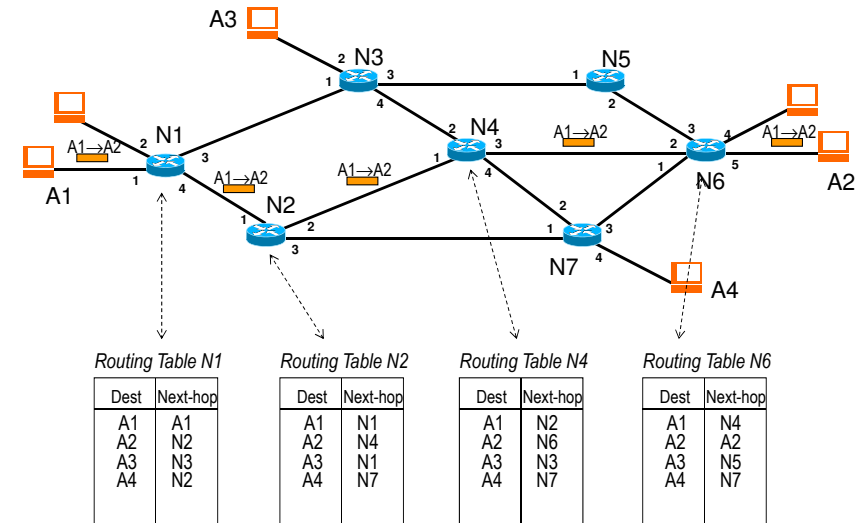 A3
2
N3
1
3
4
N5
1
2
N1
2
A1→A2
3
1
4
A1
A1→A2
N2
1
2
3
A1→A2
N4
2
3
1
4
A1→A2
3
4
2
1
5
N6
A1→A2
A2
2
1
3
4
N7
A4
Routing Table N1
Dest Next-hop
A1 A1
A2 N2
A3 N3
A4 N2
Routing Table N2
Dest Next-hop
A1 N1
A2 N4
A3 N1
A4 N7
Routing Table N4
Dest Next-hop
A1 N2
A2 N6
A3 N3
A4 N7
Routing Table N6
Dest Next-hop
A1 N4
A2 A2
A3 N5
A4 N7